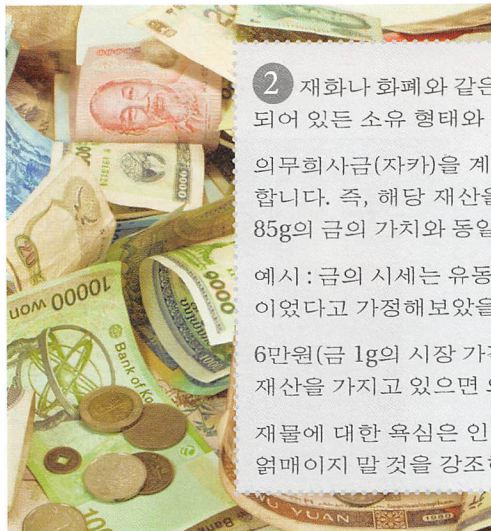 2 재화나 화폐와 같은
되어 있든 소유 형태와
의무희사금(자카)을 계
합니다. 즉, 해당 재산을
85g의 금의 가치와 동일
예시 : 금의 시세는 유동
이었다고 가정해보았을
6만원(금 1g의 시장 가
재산을 가지고 있으면
재물에 대한 욕심은 인
얽매이지 말 것을 강조
0006
5000
10000 won
Bank of Ko
YUAN
1980